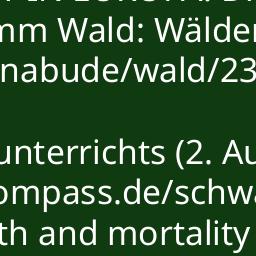 mm Wald: Wälder
nabude/wald/23
unterrichts (2. Au
ompass.de/schwa
th and mortality